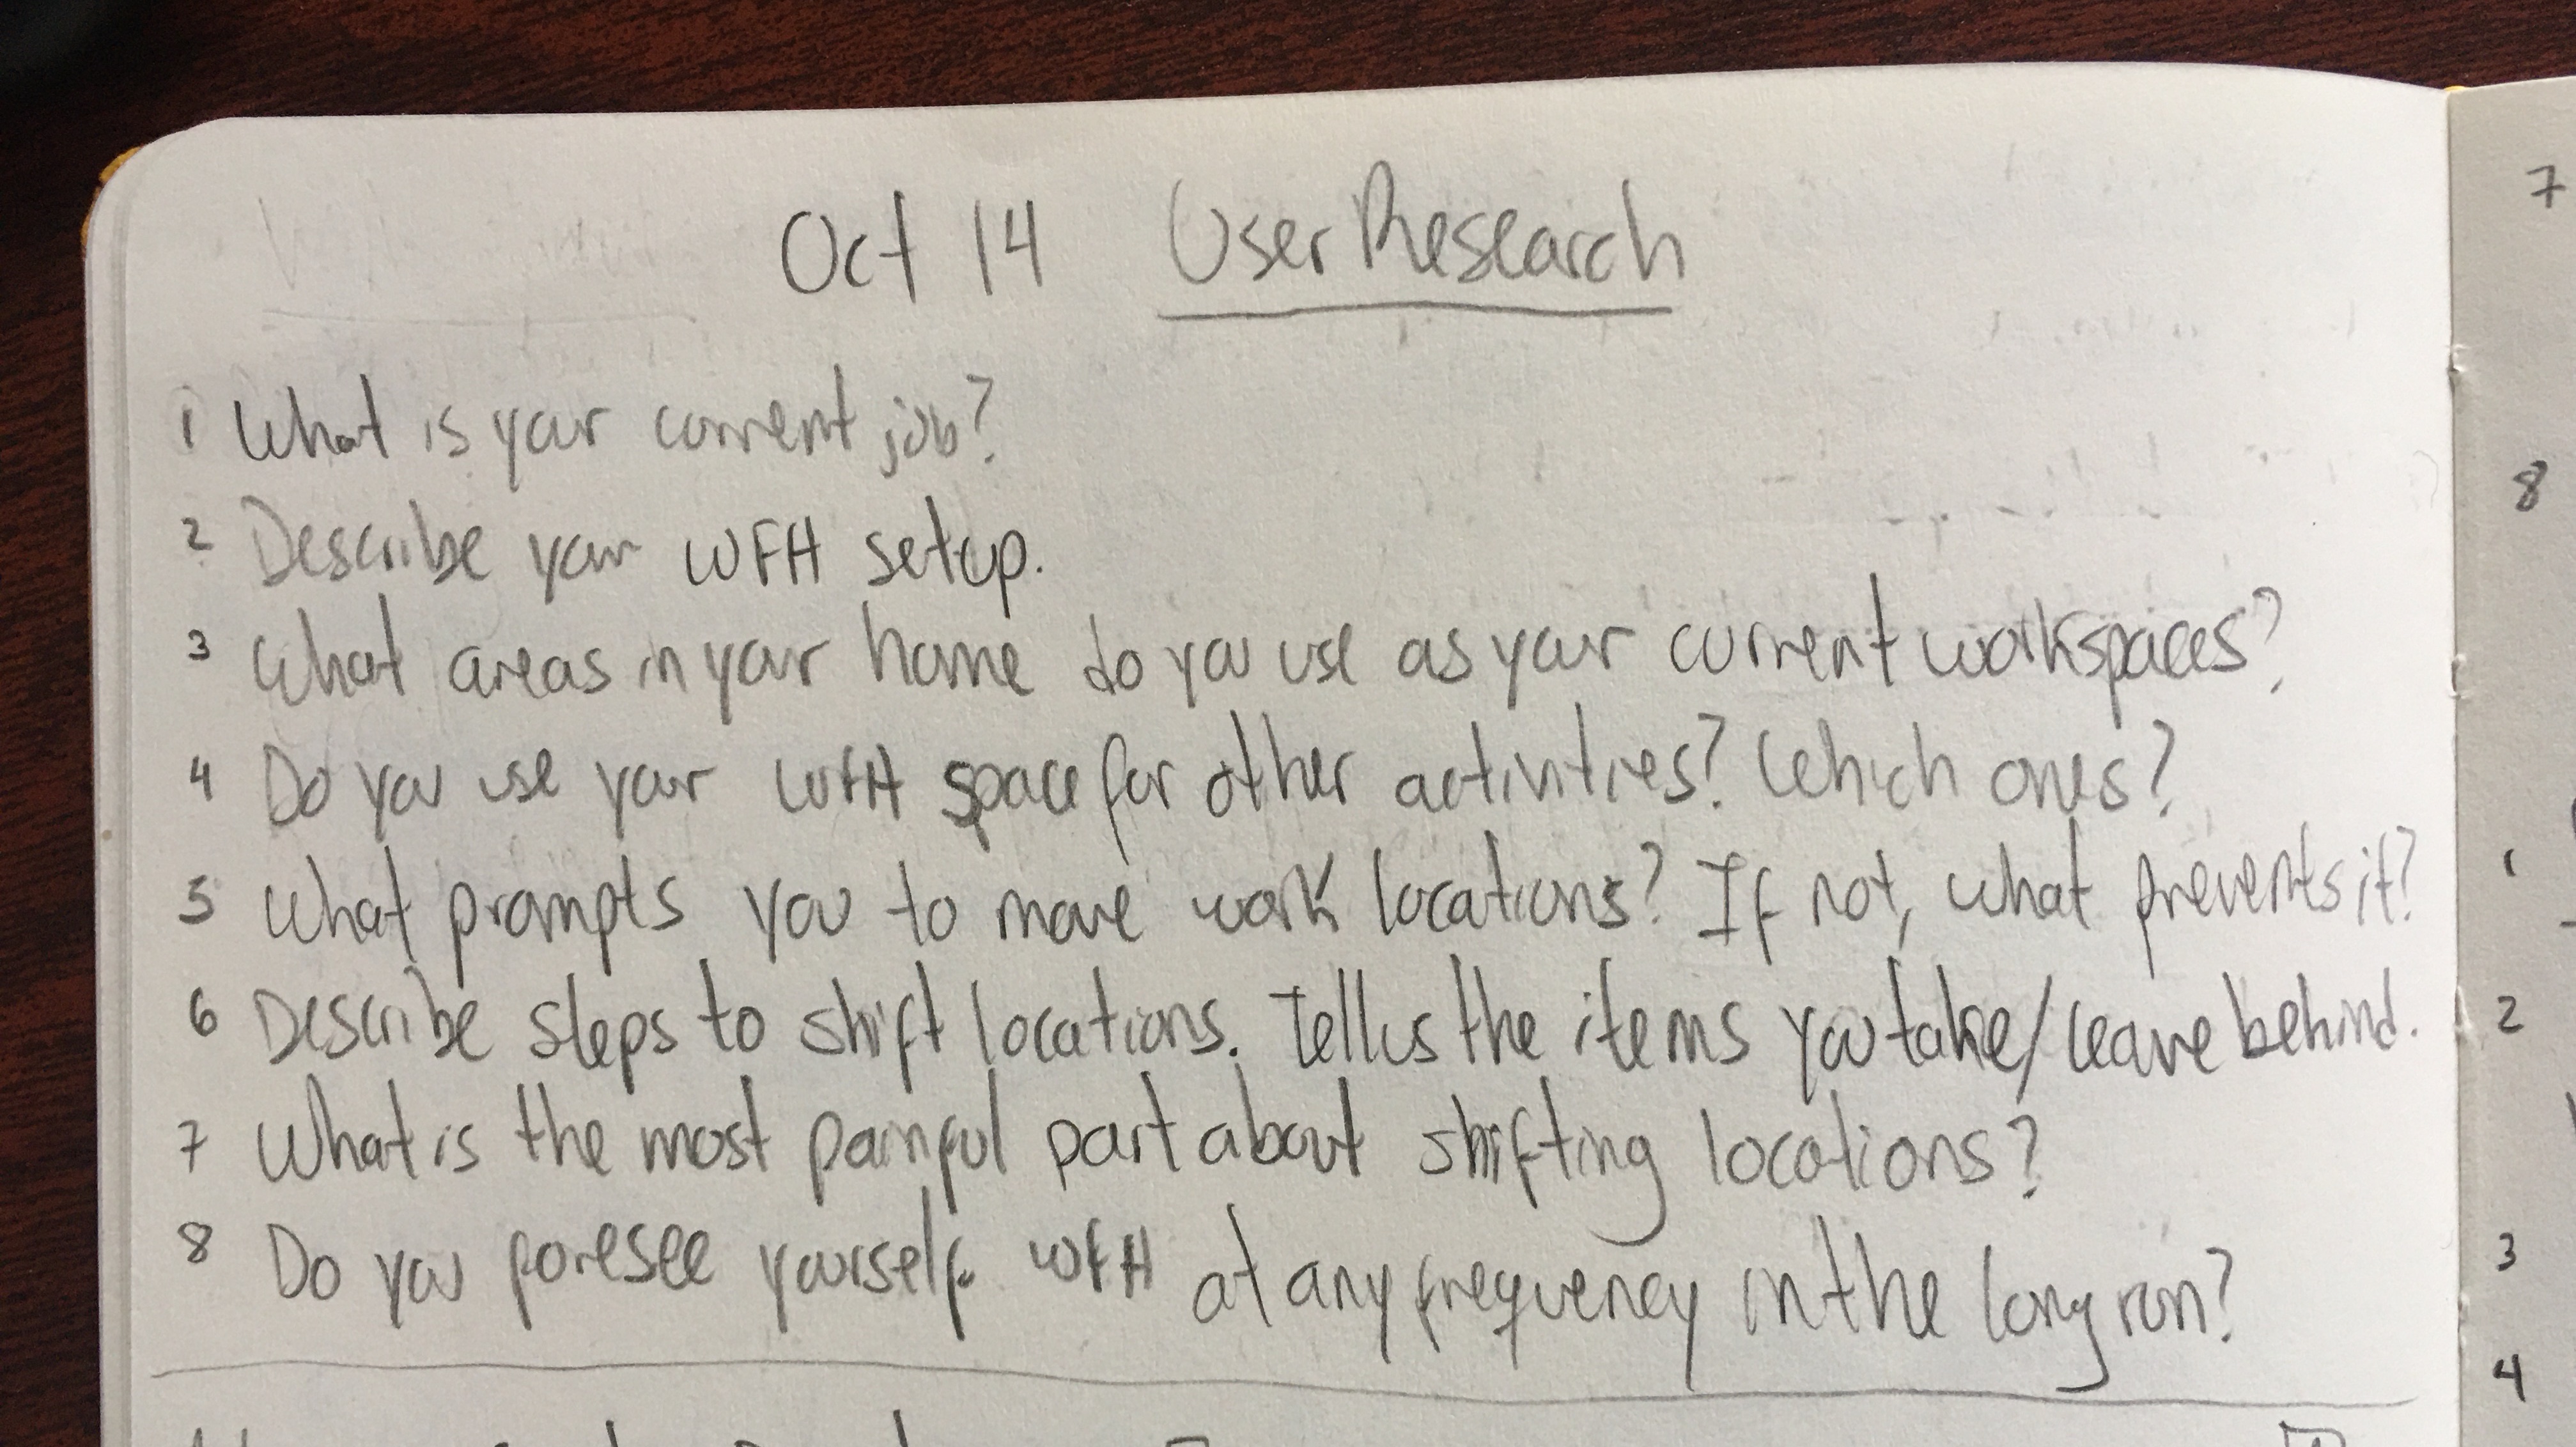 Oct 14 User Research
1 What is your current job?
2 Describe your WFH setup.
3 What areas in your home do you use as your current workspaces?
4 Do you use your WFH space for other activities? Which ones?
5 What prompts you to move work locations? If not, what prevents it?
6 Describe steps to shift locations. Tell us the items you take/leave behind.
7 What is the most painful part about shifting locations?
8 Do you foresee yourself WFH at any frequency in the long run?
7
8
1
2
3
4